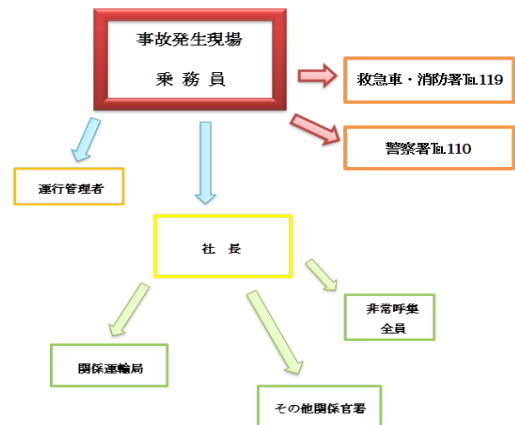 事故発生現場
乗務員
救急車・消防署℡119
警察署℡110
運行管理者
社長
非常呼集
全員
関係運輸局
その他関係官署